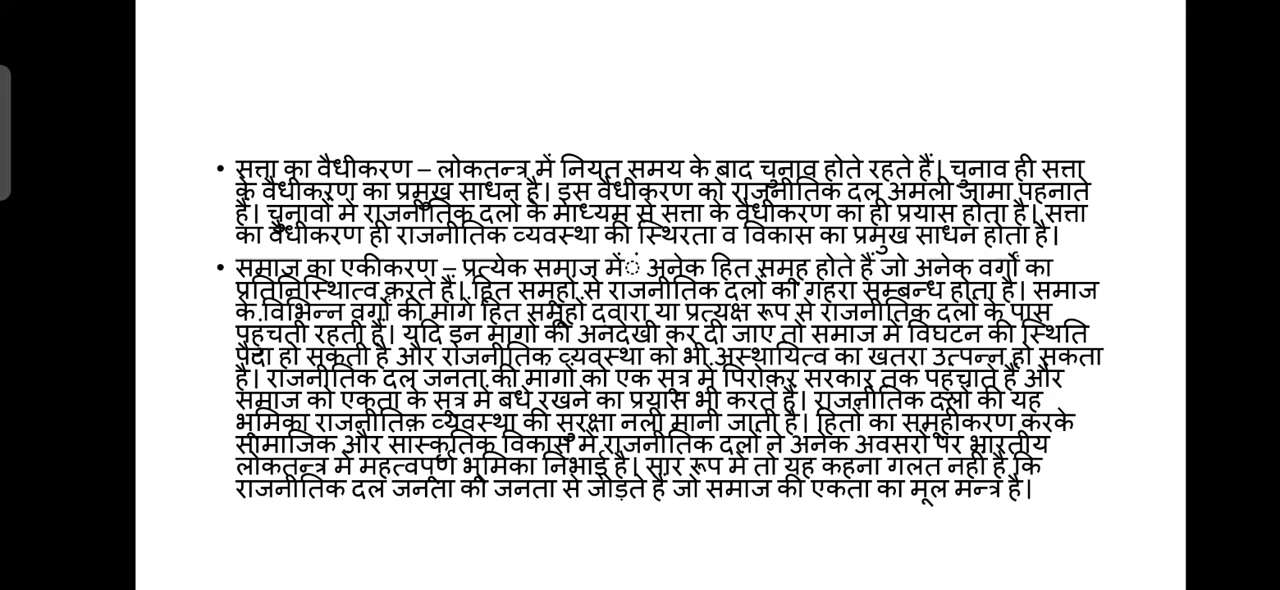 • सत्ता का वैधीकरण – लोकतन्त्र में नियत समय के बाद चुनाव होते रहते हैं। चुनाव ही सत्ता
के वैधीकरण का प्रमुख साधन है। इस वैधीकरण को राजनीतिक दल अमली जामा पहनाते
हैं। चुनावों में राजनीतिक दलों के माध्यम से सत्ता के वैधीकरण का ही प्रयास होता है। सत्ता
का वैधीकरण ही राजनीतिक व्यवस्था की स्थिरता व विकास का प्रमुख साधन होता है।
• समाज का एकीकरण – प्रत्येक समाज मेंं अनेक हित समूह होते हैं जो अनेक वर्गों का
प्रतिनिस्थित्व करते हैं। हित समूहों से राजनीतिक दलों का गहरा सम्बन्ध होता है। समाज
के विभिन्न वर्गों की मांगें हित समूहों द्वारा या प्रत्यक्ष रूप से राजनीतिक दलों के पास
पहुंचती रहती हैं। यदि इन मांगों की अनदेखी कर दी जाए तो समाज में विघटन की स्थिति
पैदा हो सकती है और राजनीतिक व्यवस्था को भी अस्थायित्व का खतरा उत्पन्न हो सकता
है। राजनीतिक दल जनता की मांगों को एक सूत्र में पिरोकर सरकार तक पहुंचाते हैं और
समाज को एकता के सूत्र में बंधे रखने का प्रयास भी करते हैं। राजनीतिक दलों की यह
भूमिका राजनीतिक व्यवस्था की सुरक्षा नली मानी जाती है। हितों का समूहीकरण करके
सामाजिक और सांस्कृतिक विकास में राजनीतिक दलों ने अनेक अवसरों पर भारतीय
लोकतन्त्र में महत्वपूर्ण भूमिका निभाई है। सार रूप में तो यह कहना गलत नहीं है कि
राजनीतिक दल जनता को जनता से जोड़ते हैं जो समाज की एकता का मूल मन्त्र है।